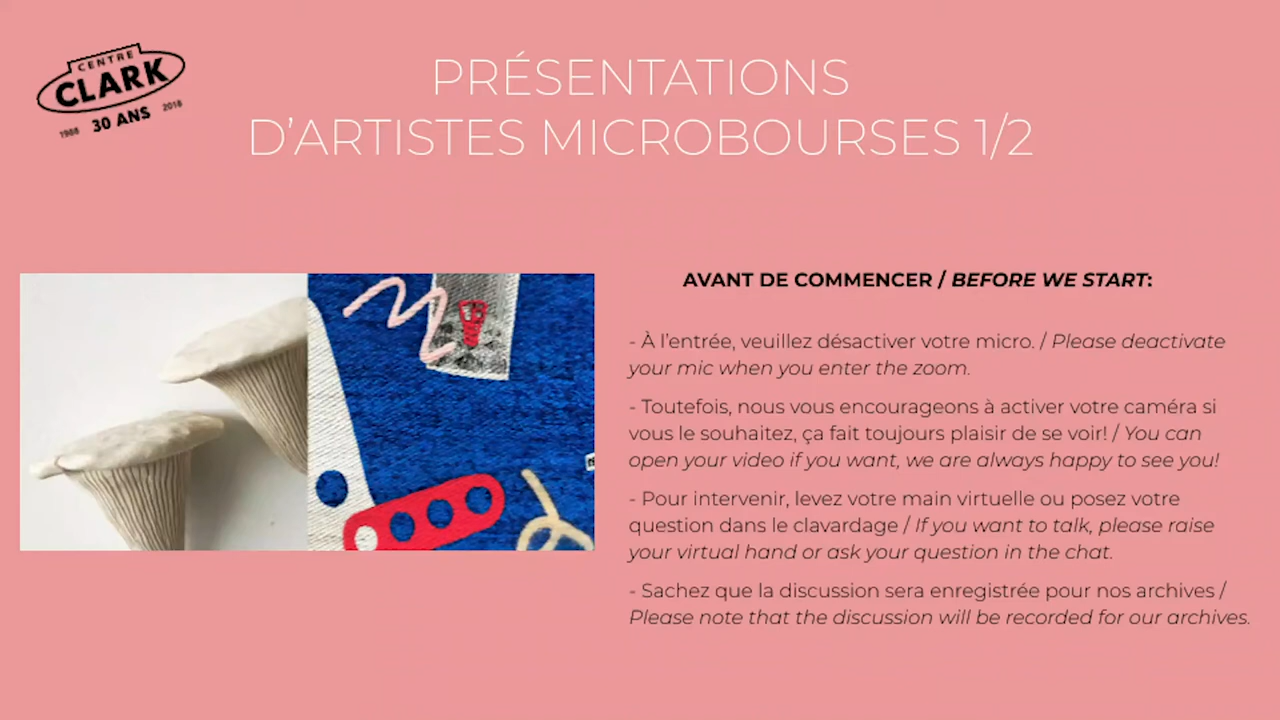 CENTRE
CLARK
1988 30 ANS 2018
PRÉSENTATIONS
D’ARTISTES MICROBOURSES 1/2
AVANT DE COMMENCER / BEFORE WE START:
- À l’entrée, veuillez désactiver votre micro. / Please deactivate
your mic when you enter the zoom.
- Toutefois, nous vous encourageons à activer votre caméra si
vous le souhaitez, ça fait toujours plaisir de se voir! / You can
open your video if you want, we are always happy to see you!
- Pour intervenir, levez votre main virtuelle ou posez votre
question dans le clavardage / If you want to talk, please raise
your virtual hand or ask your question in the chat.
- Sachez que la discussion sera enregistrée pour nos archives /
Please note that the discussion will be recorded for our archives.